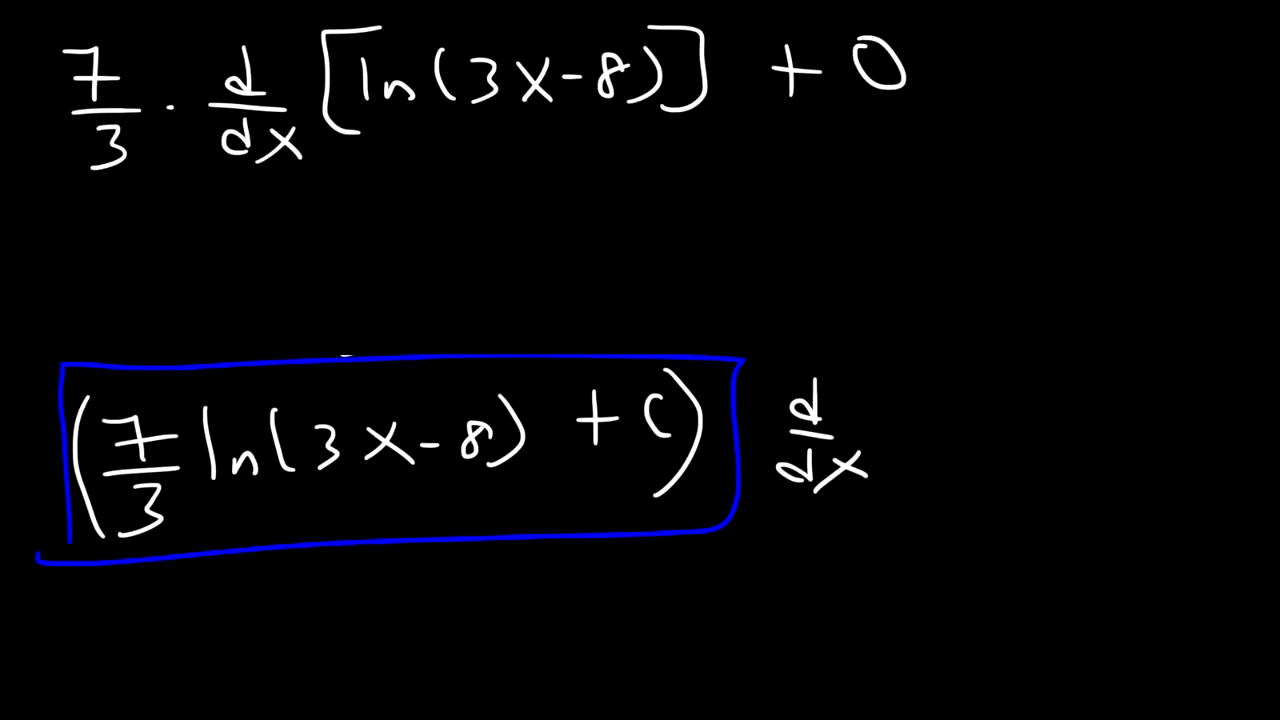 7/3 · d/dx [ln(3x-8)] + 0
(7/3 ln(3x-8) + C) d/dx